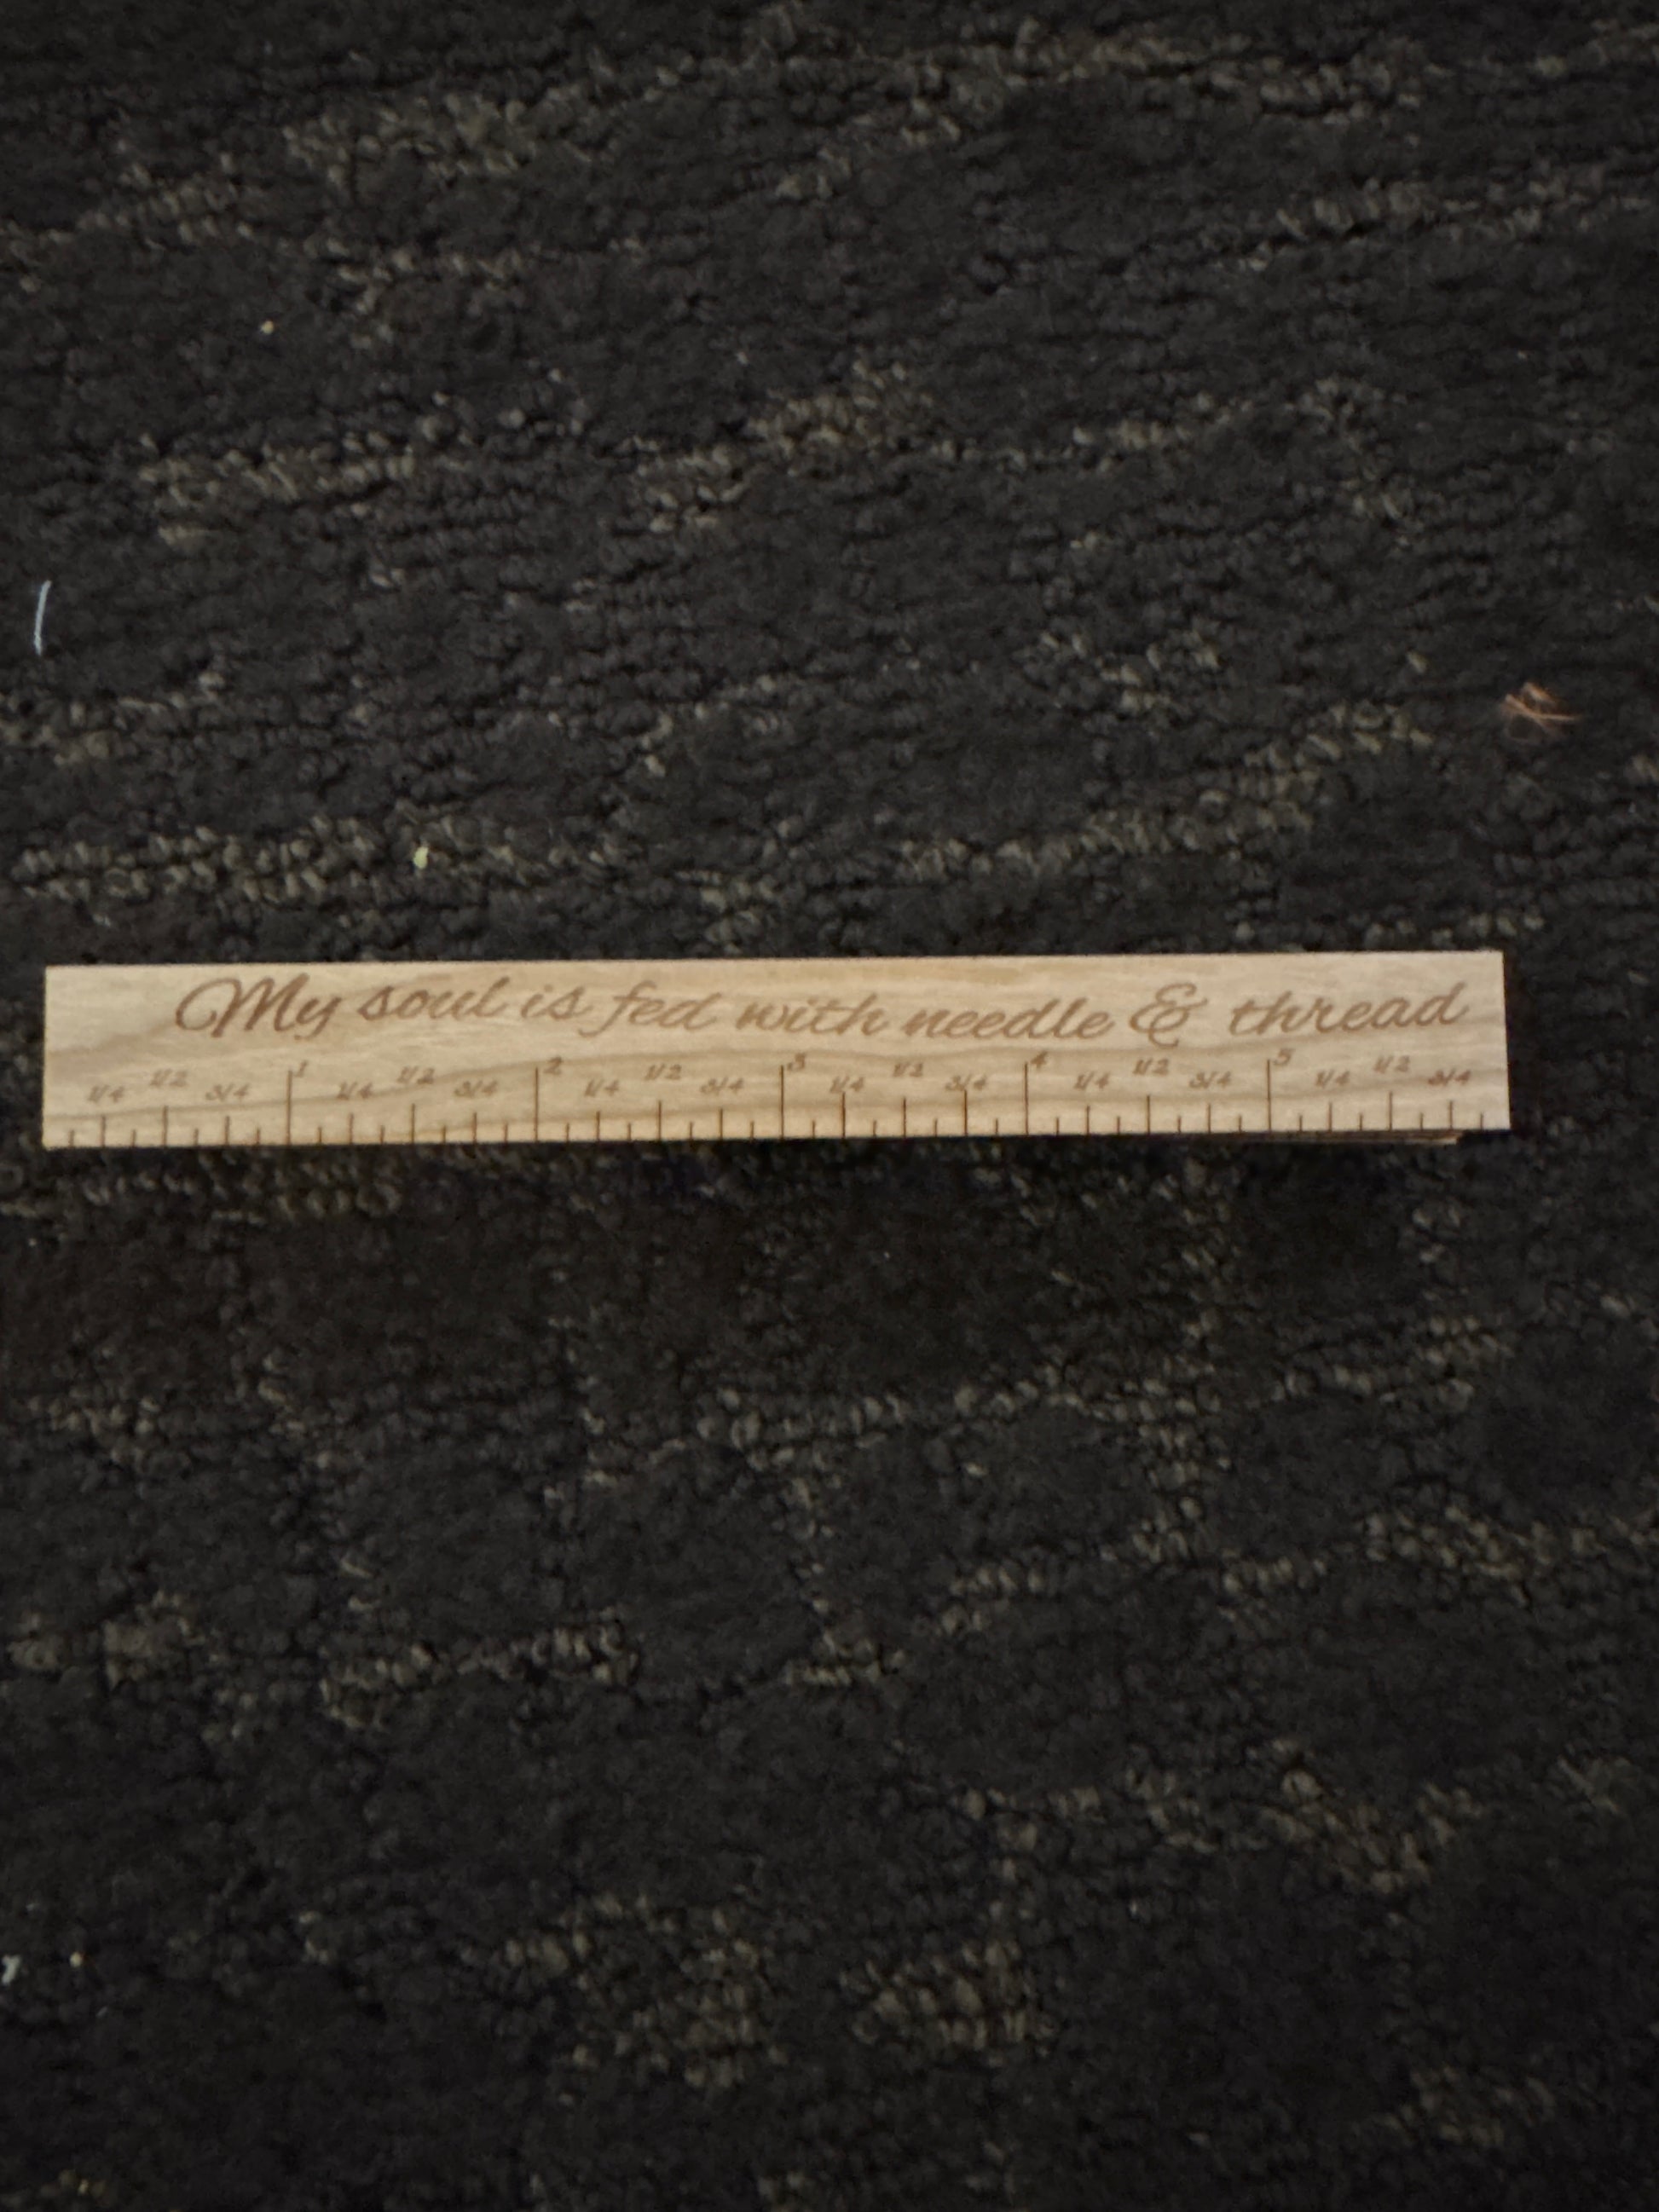 My soul is fed with needle & thread
1/4 1/2 3/4 1 1/4 1/2 3/4 2 1/4 1/2 3/4 3 1/4 1/2 3/4 4 1/4 1/2 3/4 5 1/4 1/2 3/4